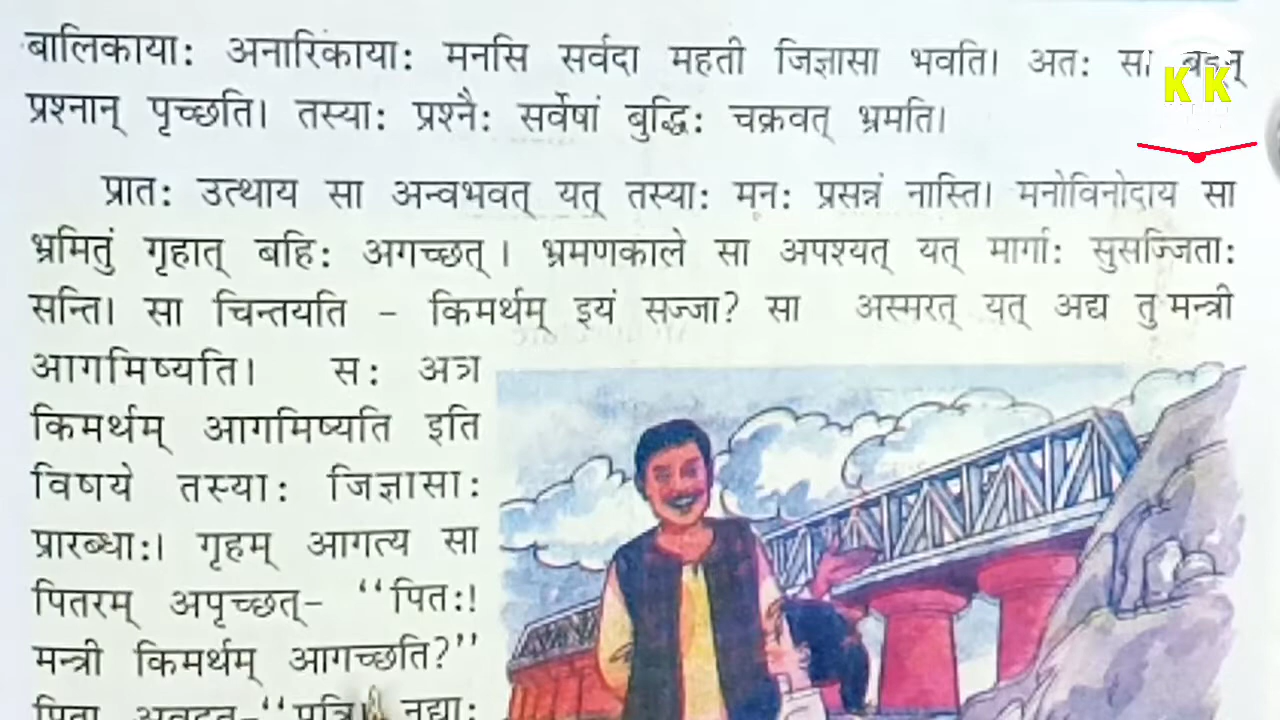 बालिकायाः अनारिकायाः मनसि सर्वदा महती जिज्ञासा भवति। अतः सा बहून्
प्रश्नान् पृच्छति। तस्याः प्रश्नैः सर्वेषां बुद्धिः चक्रवत् भ्रमति।
प्रातः उत्थाय सा अन्वभवत् यत् तस्याः मनः प्रसन्नं नास्ति। मनोविनोदाय सा
भ्रमितुं गृहात् बहिः अगच्छत्। भ्रमणकाले सा अपश्यत् यत् मार्गाः सुसज्जिताः
सन्ति। सा चिन्तयति - किमर्थम् इयं सज्जा? सा अस्मरत् यत् अद्य तु मन्त्री
आगमिष्यति। सः अत्र
किमर्थम् आगमिष्यति इति
विषये तस्याः जिज्ञासाः
प्रारब्धाः। गृहम् आगत्य सा
पितरम् अपृच्छत्- “पितः!
मन्त्री किमर्थम् आगच्छति?”
पिता अवदत्-“पुत्रि! नद्याः
K K